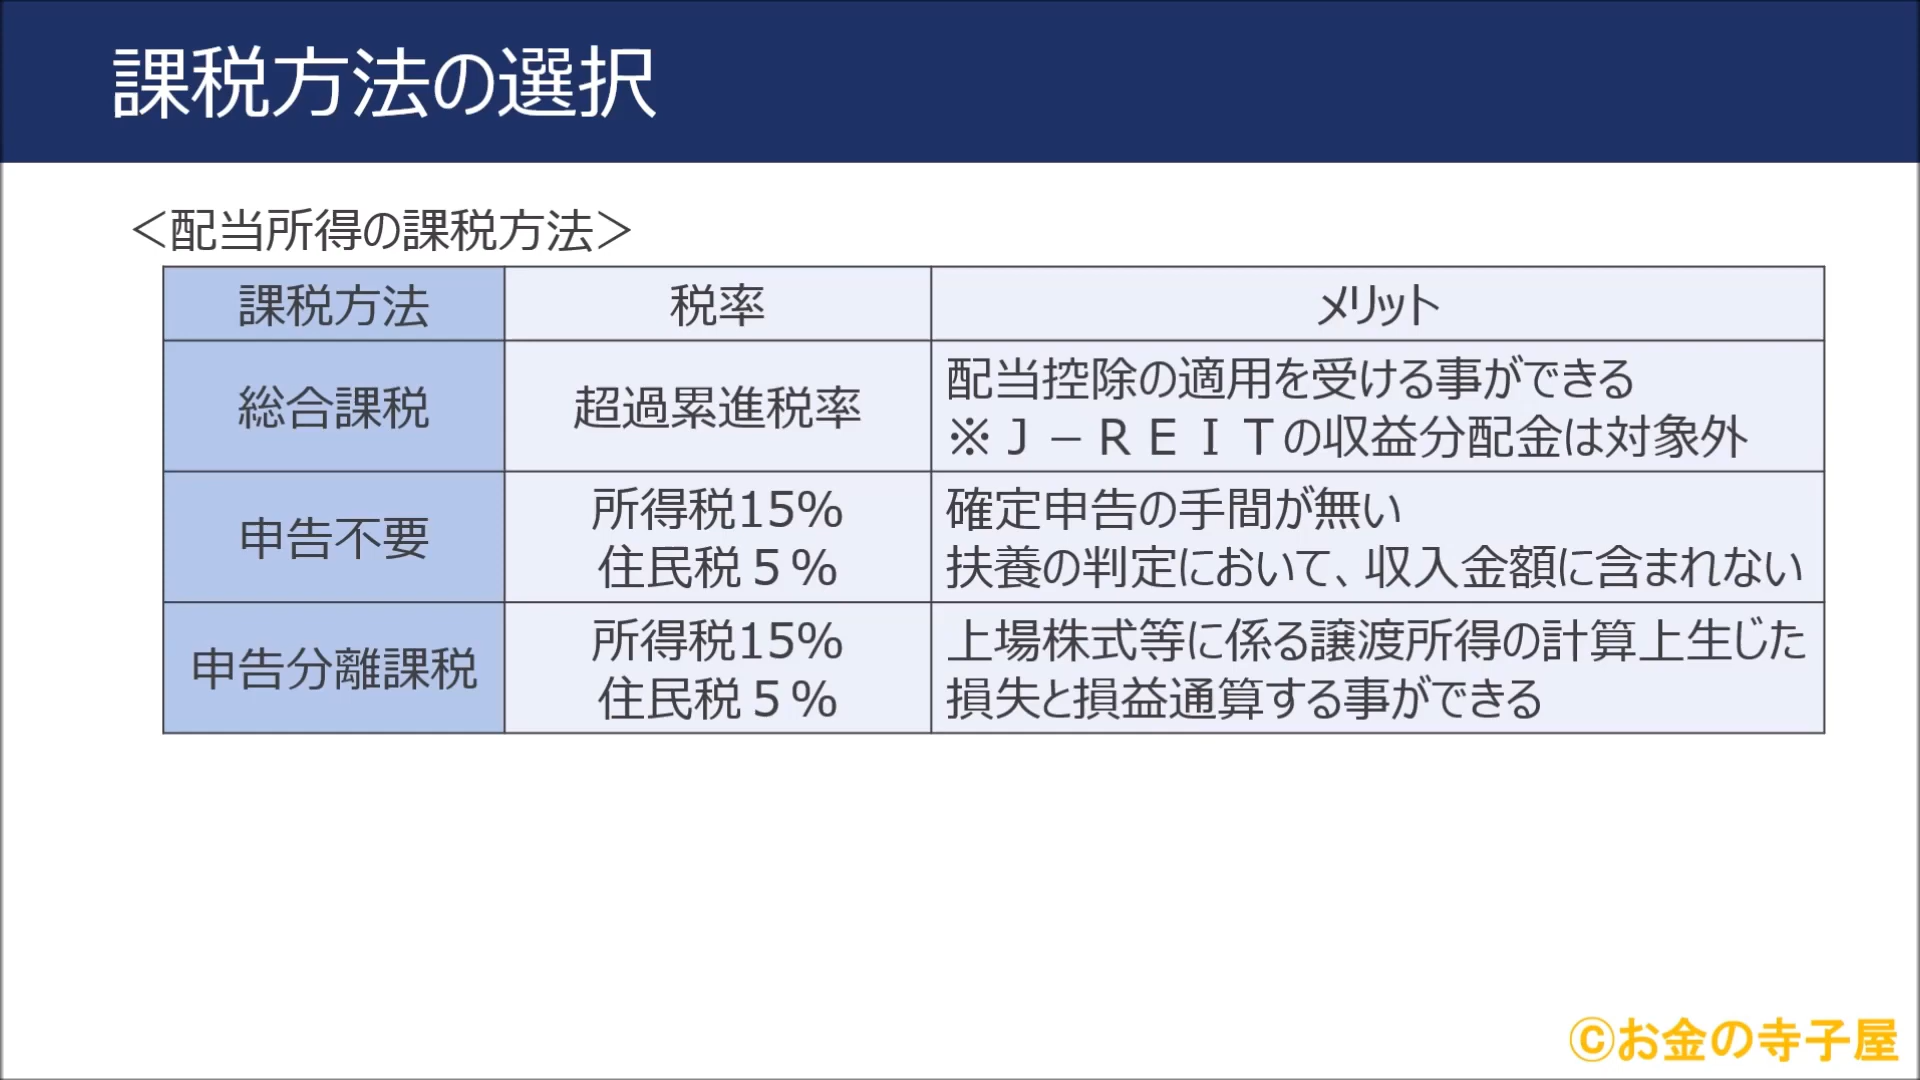 課税方法の選択
＜配当所得の課税方法＞
課税方法 税率 メリット
総合課税 超過累進税率 配当控除の適用を受ける事ができる
※Ｊ－ＲＥＩＴの収益分配金は対象外
申告不要 所得税15% 確定申告の手間が無い
住民税５% 扶養の判定において、収入金額に含まれない
申告分離課税 所得税15% 上場株式等に係る譲渡所得の計算上生じた
住民税５% 損失と損益通算する事ができる
©お金の寺子屋